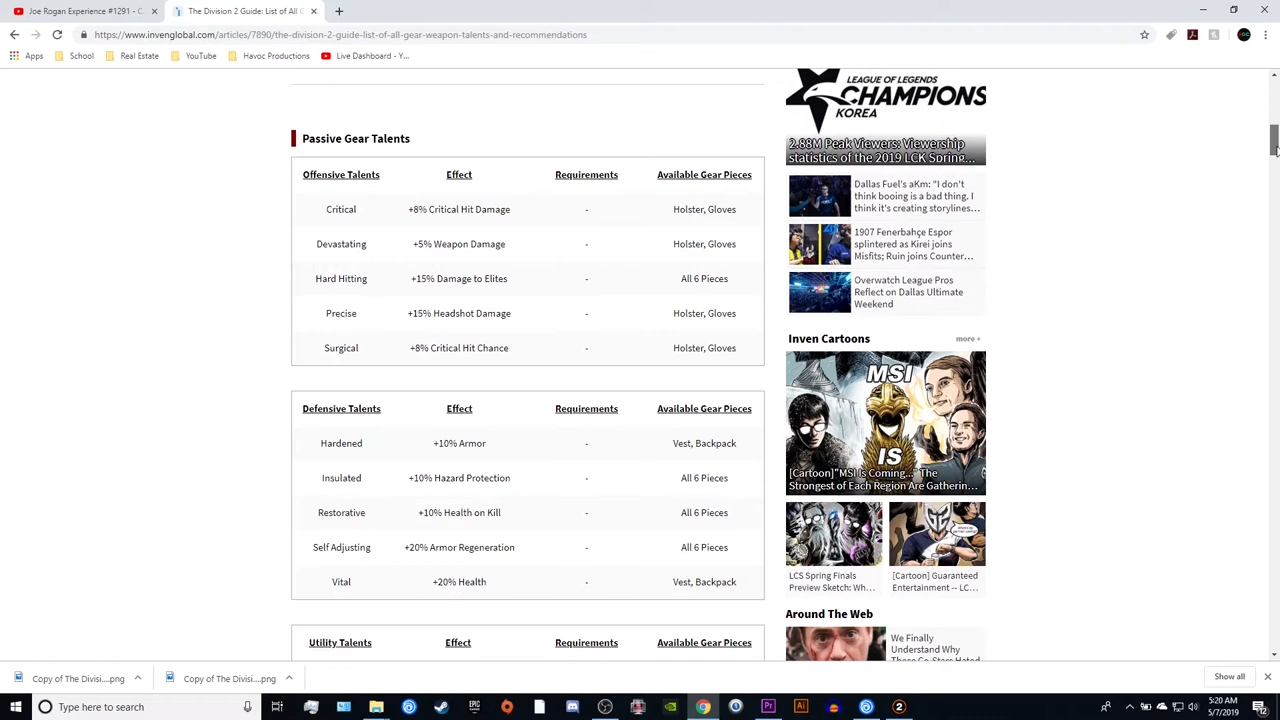 Joe Rogan Experience #1291 - C
The Division 2 Guide: List of All G
https://www.invenglobal.com/articles/7890/the-division-2-guide-list-of-all-gear-weapon-talents-and-recommendations
Apps School Real Estate YouTube Havoc Productions Live Dashboard - Y...
Passive Gear Talents
Offensive Talents Effect Requirements Available Gear Pieces
Critical +8% Critical Hit Damage - Holster, Gloves
Devastating +5% Weapon Damage - Holster, Gloves
Hard Hitting +15% Damage to Elites - All 6 Pieces
Precise +15% Headshot Damage - Holster, Gloves
Surgical +8% Critical Hit Chance - Holster, Gloves
Defensive Talents Effect Requirements Available Gear Pieces
Hardened +10% Armor - Vest, Backpack
Insulated +10% Hazard Protection - All 6 Pieces
Restorative +10% Health on Kill - All 6 Pieces
Self Adjusting +20% Armor Regeneration - All 6 Pieces
Vital +20% Health - Vest, Backpack
Utility Talents Effect Requirements Available Gear Pieces
LEAGUE OF LEGENDS
CHAMPIONS
KOREA
2.88M Peak Viewers: Viewership
statistics of the 2019 LCK Spring...
Dallas Fuel's aKm: "I don't
think booing is a bad thing. I
think it's creating storylines...
1907 Fenerbahçe Espor
splintered as Kirei joins
Misfits; Ruin joins Counter...
Overwatch League Pros
Reflect on Dallas Ultimate
Weekend
Inven Cartoons more +
MSI
IS
[Cartoon]"MSI Is Coming..." The
Strongest of Each Region Are Gatherin...
LCS Spring Finals
Preview Sketch: Wh...
[Cartoon] Guaranteed
Entertainment -- LC...
Around The Web
We Finally
Understand Why
Copy of The Divisi....png
Copy of The Divisi....png
Show all
Type here to search
5:20 AM
5/7/2019